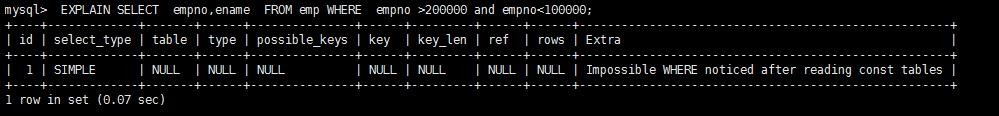 mysql>  EXPLAIN SELECT  empno,ename  FROM emp WHERE  empno >200000 and empno<100000;
+----+-------------+-------+------+---------------+------+---------+------+------+-----------------------------------------------------+
| id | select_type | table | type | possible_keys | key  | key_len | ref  | rows | Extra                                               |
+----+-------------+-------+------+---------------+------+---------+------+------+-----------------------------------------------------+
|  1 | SIMPLE      | NULL  | NULL | NULL          | NULL | NULL    | NULL | NULL | Impossible WHERE noticed after reading const tables |
+----+-------------+-------+------+---------------+------+---------+------+------+-----------------------------------------------------+
1 row in set (0.07 sec)